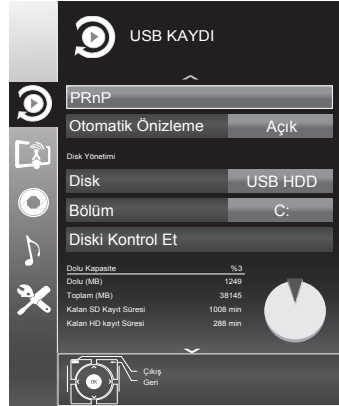 USB KAYDI
PRnP
Otomatik Önizleme Açık
Disk Yönetimi
Disk USB HDD
Bölüm C:
Diski Kontrol Et
Dolu Kapasite %3
Dolu (MB) 1249
Toplam (MB) 38145
Kalan SD Kayıt Süresi 1008 min
Kalan HD kayıt Süresi 288 min
Çıkış
OK Geri